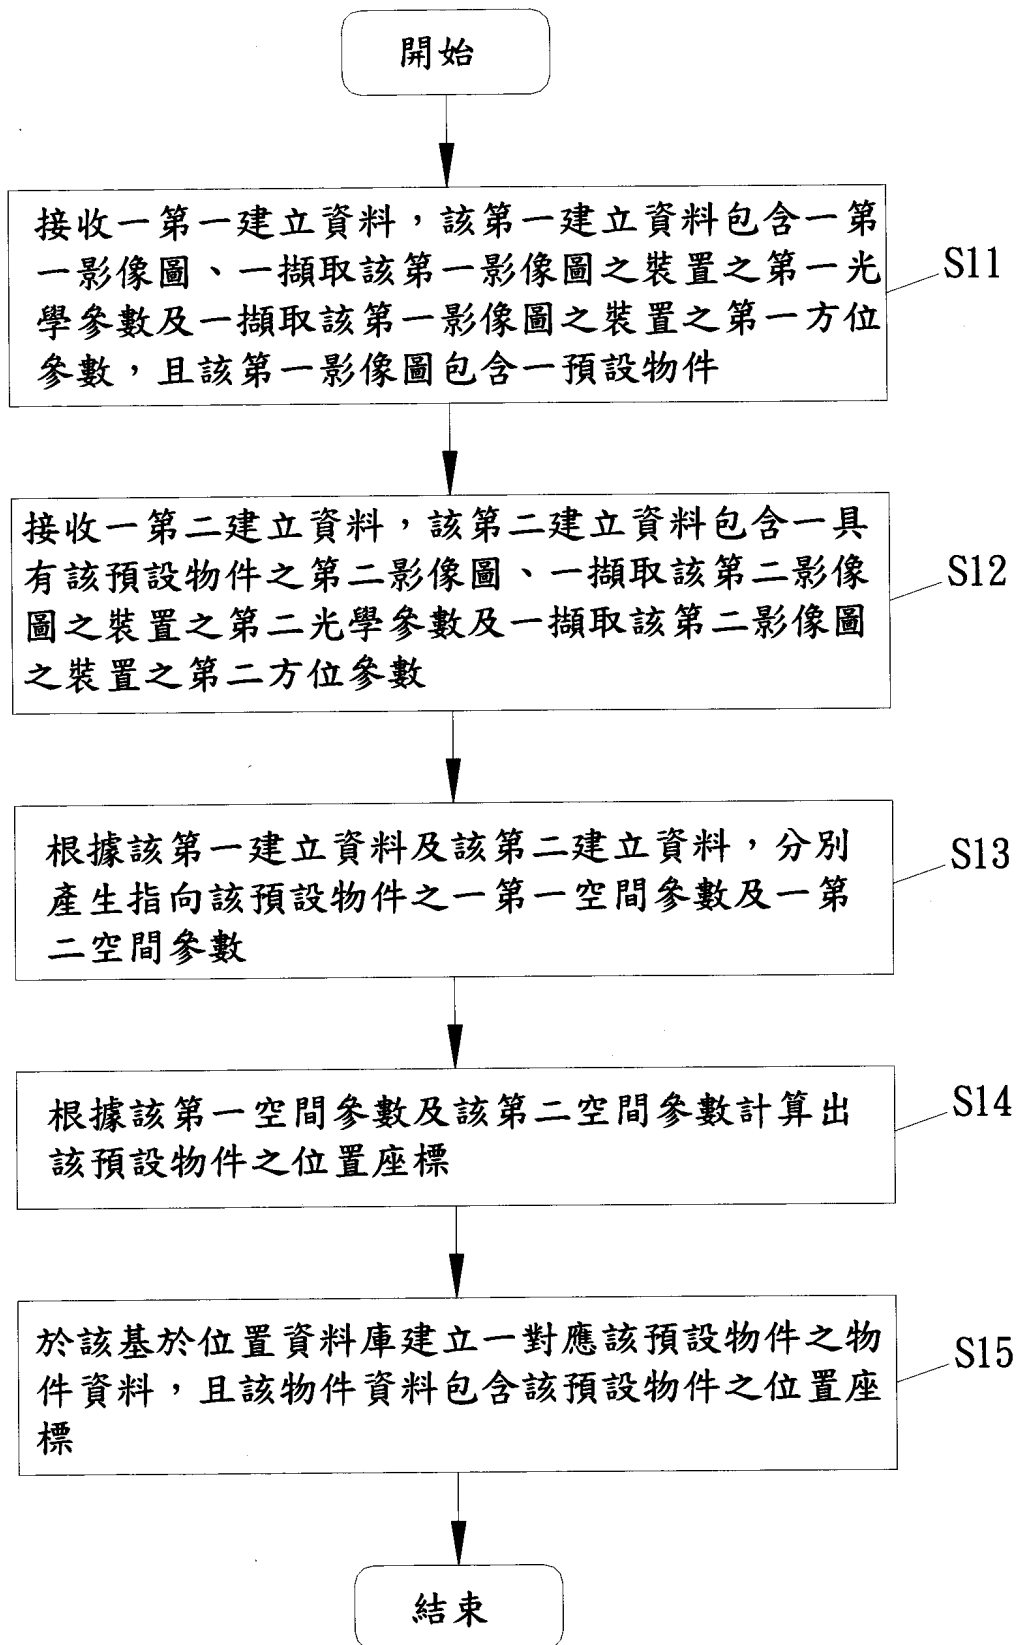 開始
接收一第一建立資料，該第一建立資料包含一第
一影像圖、一擷取該第一影像圖之裝置之第一光
學參數及一擷取該第一影像圖之裝置之第一方位
參數，且該第一影像圖包含一預設物件
S11
接收一第二建立資料，該第二建立資料包含一具
有該預設物件之第二影像圖、一擷取該第二影像
圖之裝置之第二光學參數及一擷取該第二影像圖
之裝置之第二方位參數
S12
根據該第一建立資料及該第二建立資料，分別
產生指向該預設物件之一第一空間參數及一第
二空間參數
S13
根據該第一空間參數及該第二空間參數計算出
該預設物件之位置座標
S14
於該基於位置資料庫建立一對應該預設物件之物
件資料，且該物件資料包含該預設物件之位置座
標
S15
結束